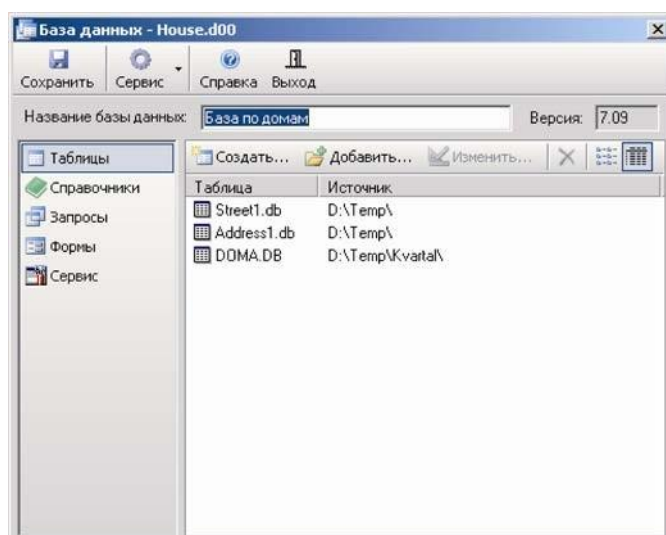 База данных - House.d00
Сохранить Сервис Справка Выход
Название базы данных: База по домам Версия: 7.09
Таблицы
Справочники
Запросы
Формы
Сервис
Создать... Добавить... Изменить...
Таблица Источник
Street1.db D:\Temp\
Address1.db D:\Temp\
DOMA.DB D:\Temp\Kvartal\